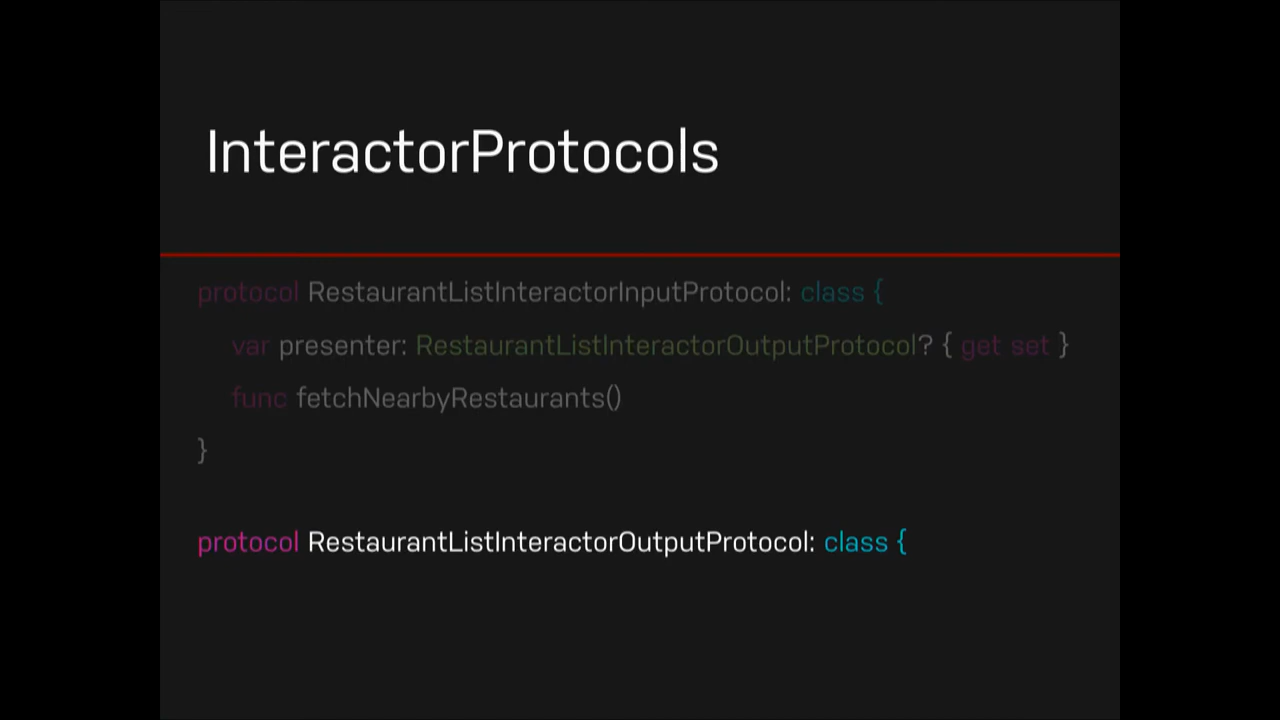 InteractorProtocols
protocol RestaurantListInteractorInputProtocol: class {
var presenter: RestaurantListInteractorOutputProtocol? { get set }
func fetchNearbyRestaurants()
}
protocol RestaurantListInteractorOutputProtocol: class {